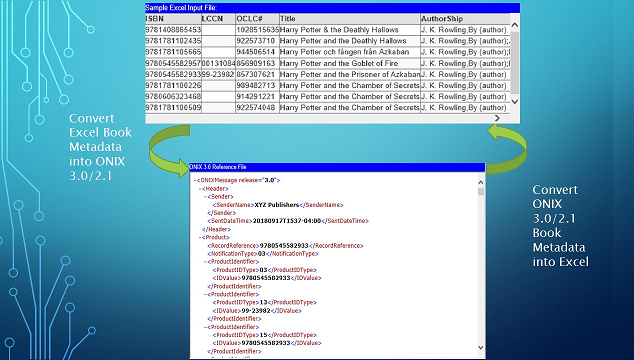 Sample Excel Input File:
ISBN LCCN OCLC# Title AuthorShip
9781408865453 1028515635 Harry Potter & the Deathly Hallows J. K. Rowling,By (author)
9781781102435 922573710 Harry Potter and the Deathly Hallows J. K. Rowling,By (author);
9781781105665 944506514 Harry Potter och fången från Azkaban J. K. Rowling,By (author);
9780545582957 00131084 856909163 Harry Potter and the Goblet of Fire J. K. Rowling,By (author);
9780545582933 99-23982 857307621 Harry Potter and the Prisoner of Azkaban J. K. Rowling,By (author);
9781781100226 989482713 Harry Potter and the Chamber of Secrets J. K. Rowling,By (author)
9780606323468 914291221 Harry Potter and the Chamber of Secrets J. K. Rowling,By (author)
9781781100509 922574048 Harry Potter and the Chamber of Secrets J. K. Rowling,By (author)
Convert
Excel Book
Metadata
into ONIX
3.0/2.1
ONIX 3.0 Reference File
-<ONIXMessage release="3.0">
-<Header>
-<Sender>
<SenderName>XYZ Publishers</SenderName>
</Sender>
<SentDateTime>20180917T1537-04:00</SentDateTime>
</Header>
-<Product>
<RecordReference>9780545582933</RecordReference>
<NotificationType>03</NotificationType>
-<ProductIdentifier>
<ProductIDType>03</ProductIDType>
<IDValue>9780545582933</IDValue>
</ProductIdentifier>
-<ProductIdentifier>
<ProductIDType>13</ProductIDType>
<IDValue>99-23982</IDValue>
</ProductIdentifier>
-<ProductIdentifier>
<ProductIDType>15</ProductIDType>
<IDValue>9780545582933</IDValue>
</ProductIdentifier>
Convert
ONIX
3.0/2.1
Book
Metadata
into Excel